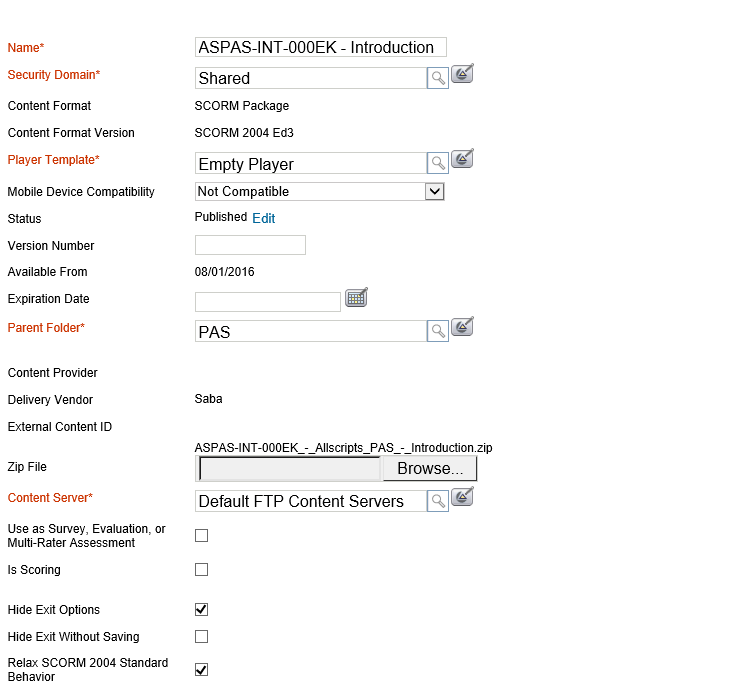 Name* ASPAS-INT-000EK - Introduction
Security Domain* Shared
Content Format SCORM Package
Content Format Version SCORM 2004 Ed3
Player Template* Empty Player
Mobile Device Compatibility Not Compatible
Status Published Edit
Version Number
Available From 08/01/2016
Expiration Date
Parent Folder* PAS
Content Provider
Delivery Vendor Saba
External Content ID
ASPAS-INT-000EK_-_Allscripts_PAS_-_Introduction.zip
Zip File Browse...
Content Server* Default FTP Content Servers
Use as Survey, Evaluation, or
Multi-Rater Assessment
Is Scoring
Hide Exit Options
Hide Exit Without Saving
Relax SCORM 2004 Standard
Behavior